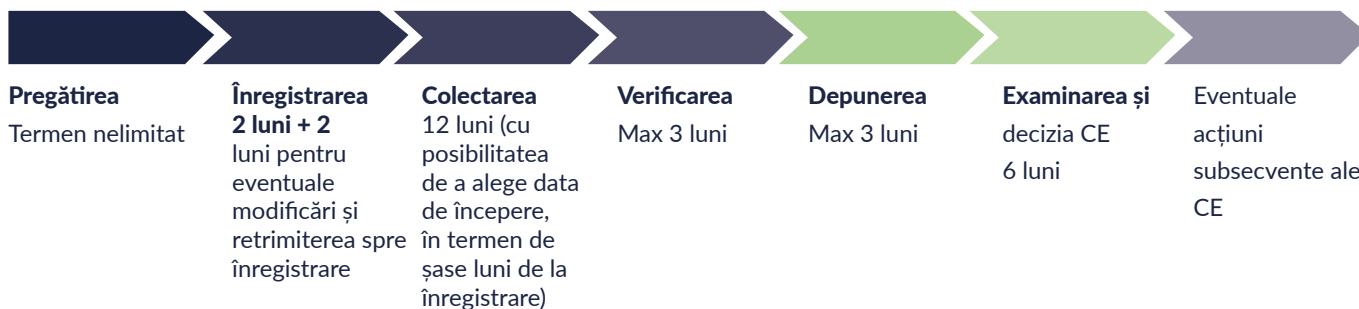 Pregătirea
Termen nelimitat
Înregistrarea
2 luni + 2
luni pentru
eventuale
modificări și
retrimiterea spre
înregistrare
Colectarea
12 luni (cu
posibilitatea
de a alege data
de începere,
în termen de
șase luni de la
înregistrare)
Verificarea
Max 3 luni
Depunerea
Max 3 luni
Examinarea și
decizia CE
6 luni
Eventuale
acțiuni
subsecvente ale
CE